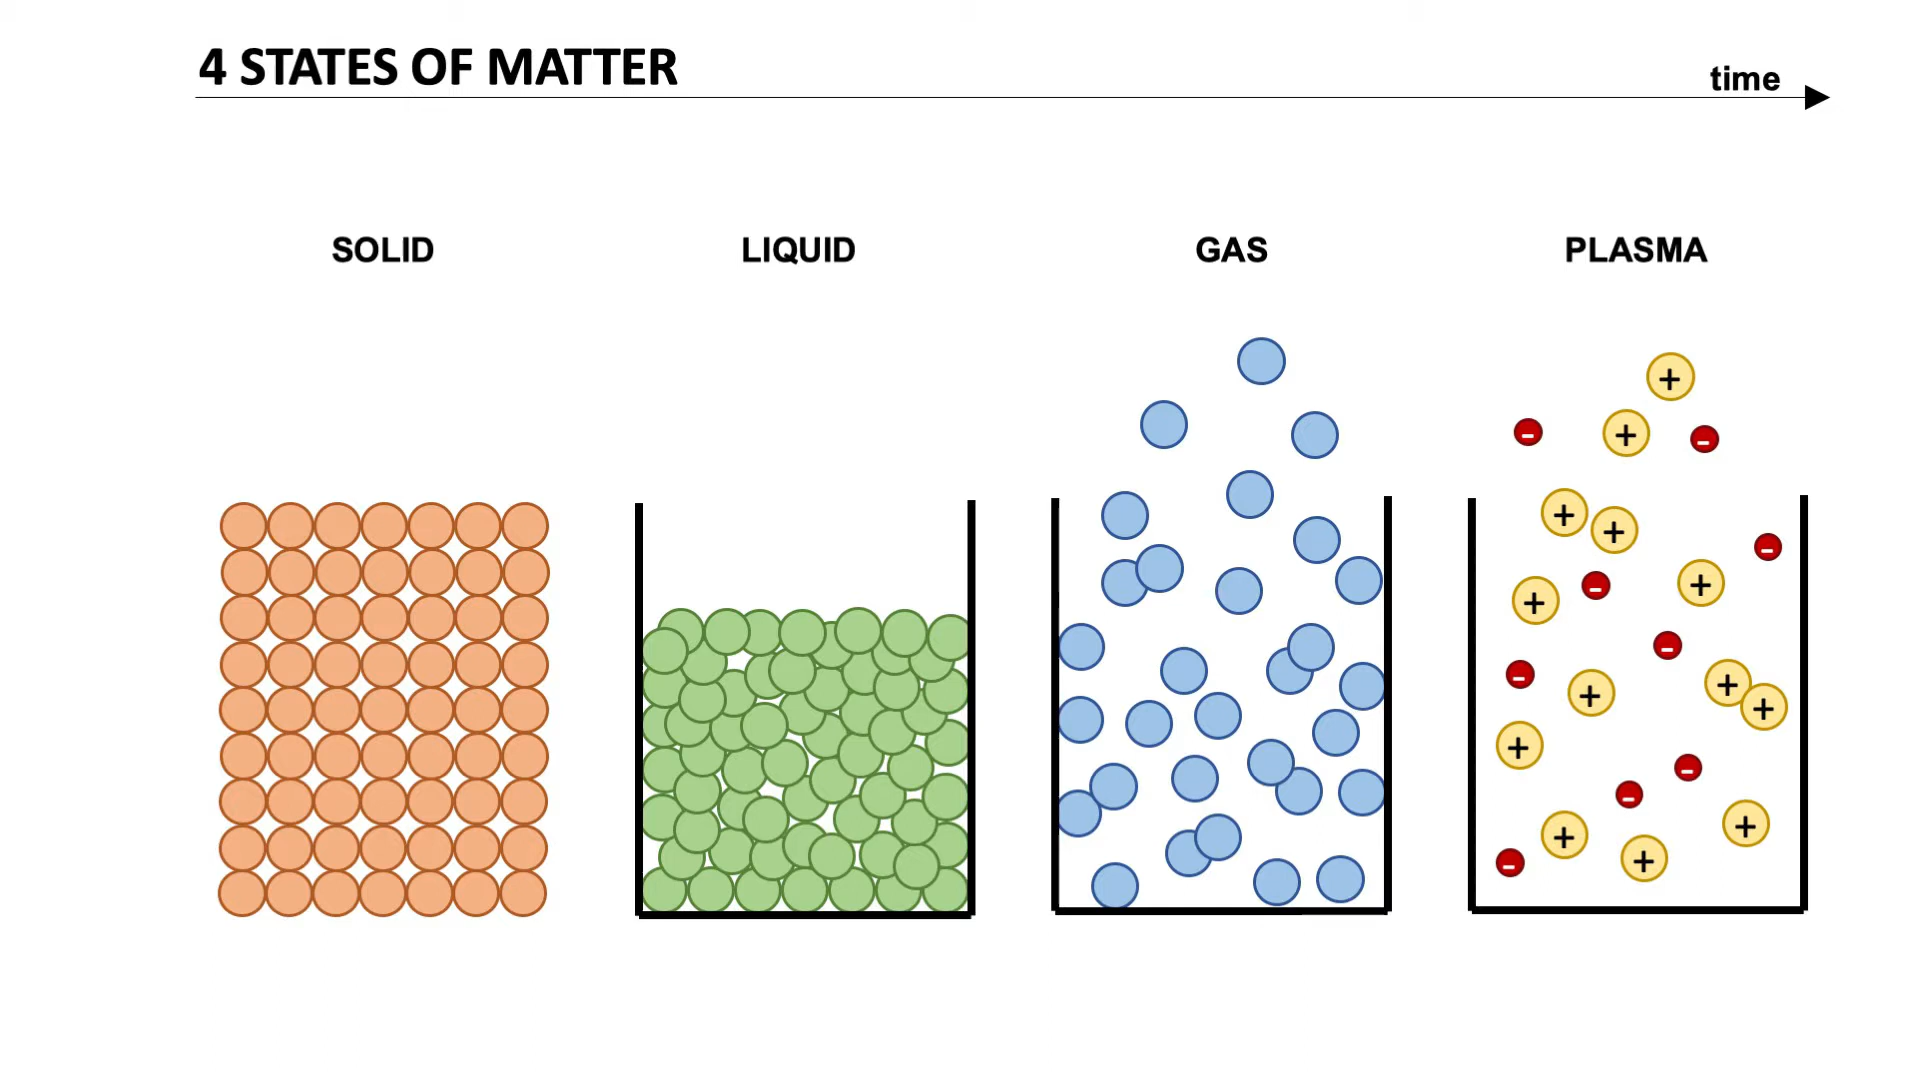 4 STATES OF MATTER
time
SOLID
LIQUID
GAS
PLASMA
+
- + -
+
+
-
- +
+
-
- + +
+
+
-
-
+
+
+
-